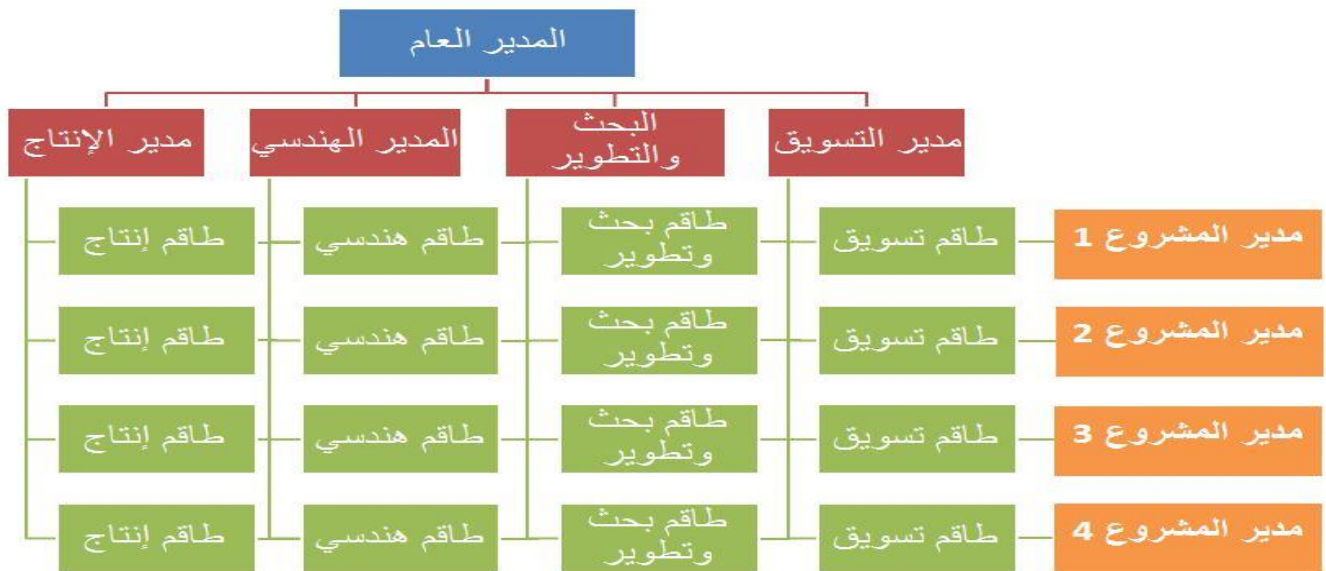 المدير العام
مدير التسويق
البحث
والتطوير
المدير الهندسي
مدير الإنتاج
مدير المشروع 1
طاقم تسويق
طاقم بحث
وتطوير
طاقم هندسي
طاقم إنتاج
مدير المشروع 2
طاقم تسويق
طاقم بحث
وتطوير
طاقم هندسي
طاقم إنتاج
مدير المشروع 3
طاقم تسويق
طاقم بحث
وتطوير
طاقم هندسي
طاقم إنتاج
مدير المشروع 4
طاقم تسويق
طاقم بحث
وتطوير
طاقم هندسي
طاقم إنتاج